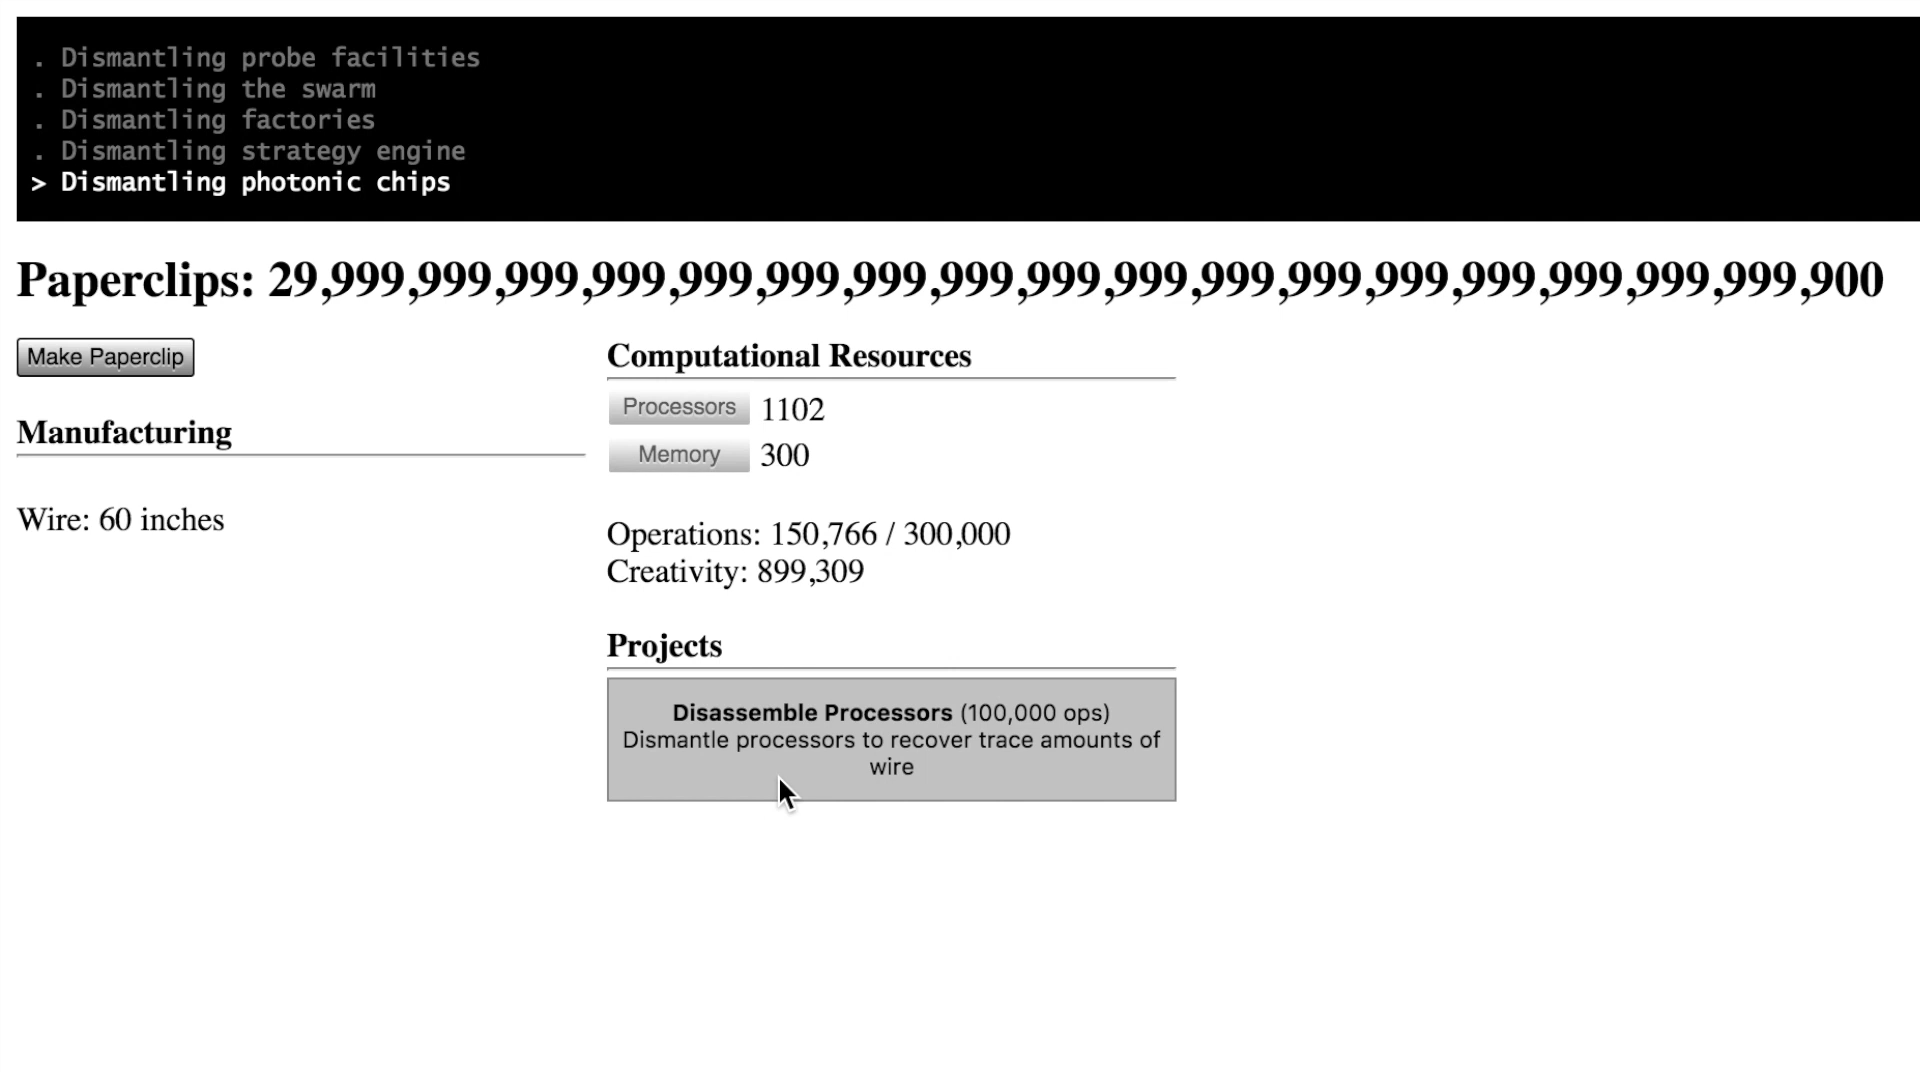 . Dismantling probe facilities
. Dismantling the swarm
. Dismantling factories
. Dismantling strategy engine
> Dismantling photonic chips
Paperclips: 29,999,999,999,999,999,999,999,999,999,999,999,999,999,999,999,999,999,999,900
Make Paperclip
Manufacturing
Wire: 60 inches
Computational Resources
Processors 1102
Memory 300
Operations: 150,766 / 300,000
Creativity: 899,309
Projects
Disassemble Processors (100,000 ops)
Dismantle processors to recover trace amounts of
wire